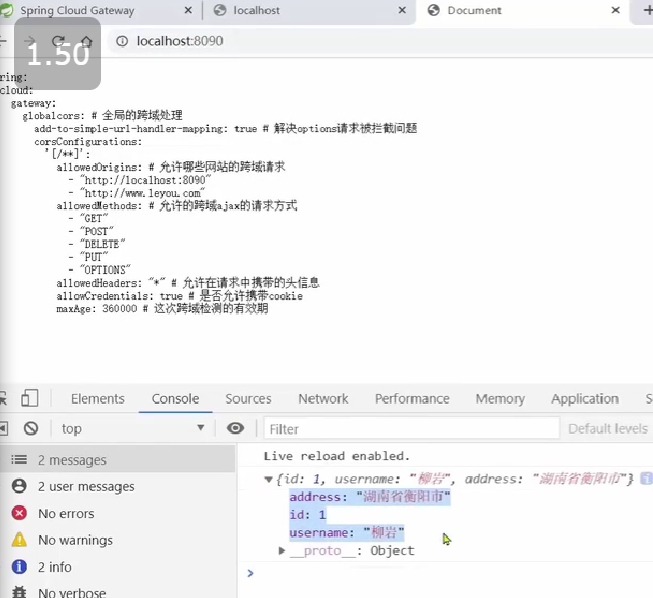 Spring Cloud Gateway
localhost
Document
1.50
localhost:8090
ring:
cloud:
gateway:
globalcors: # 全局的跨域处理
add-to-simple-url-handler-mapping: true # 解决options请求被拦截问题
corsConfigurations:
'[/**]':
allowedOrigins: # 允许哪些网站的跨域请求
- "http://localhost:8090"
- "http://www.leyou.com"
allowedMethods: # 允许的跨域ajax的请求方式
- "GET"
- "POST"
- "DELETE"
- "PUT"
- "OPTIONS"
allowedHeaders: "*" # 允许在请求中携带的头信息
allowCredentials: true # 是否允许携带cookie
maxAge: 360000 # 这次跨域检测的有效期
Elements Console Sources Network Performance Memory Application S
top
Filter
Default levels
2 messages
2 user messages
No errors
No warnings
2 info
No verbose
Live reload enabled.
{id: 1, username: "柳岩", address: "湖南省衡阳市"}
address: "湖南省衡阳市"
id: 1
username: "柳岩"
__proto__: Object